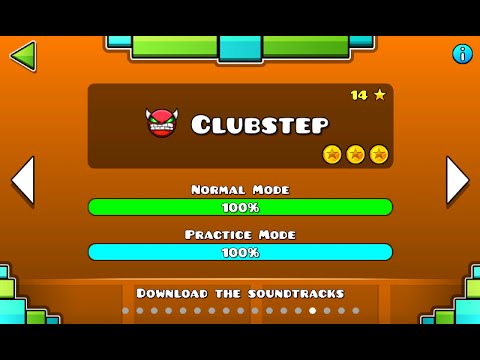 14
Clubstep
Normal Mode
100%
Practice Mode
100%
Download the soundtracks
i